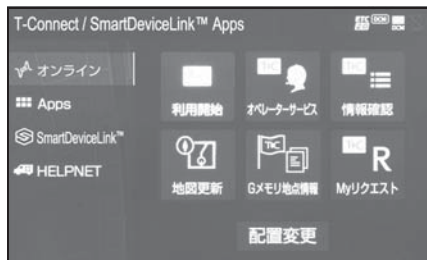 T-Connect / SmartDeviceLink™ Apps
オンライン
Apps
SmartDeviceLink™
HELPNET
利用開始
オペレーターサービス
情報確認
地図更新
Gメモリ地点情報
Myリクエスト
R
配置変更